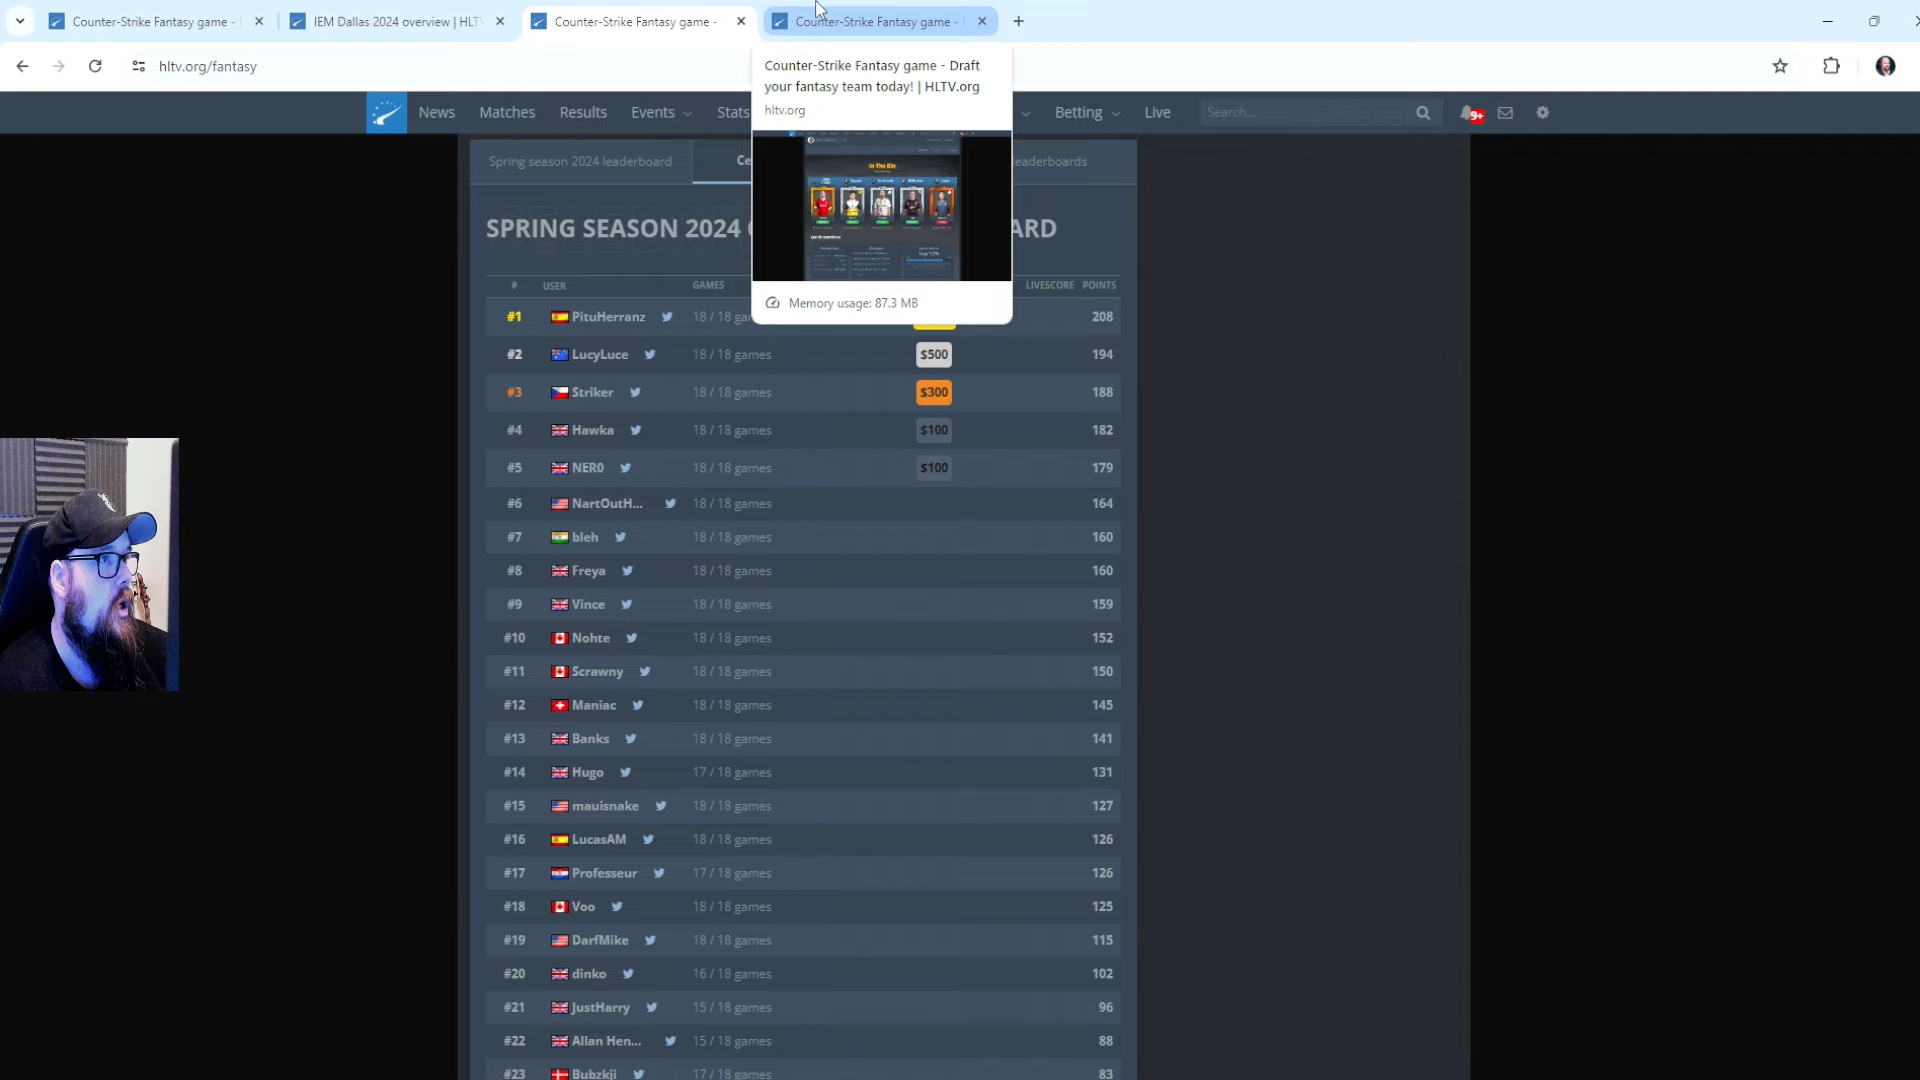 Counter-Strike Fantasy game -
IEM Dallas 2024 overview | HLT
Counter-Strike Fantasy game -
Counter-Strike Fantasy game -
hltv.org/fantasy
Counter-Strike Fantasy game - Draft
your fantasy team today! | HLTV.org
hltv.org
In The Bin
Memory usage: 87.3 MB
News Matches Results Events Stats Betting Live Search... 9+
Spring season 2024 leaderboard Ce eaderboards
SPRING SEASON 2024 ARD
# USER GAMES LIVESCORE POINTS
#1 PituHerranz 18 / 18 gar 208
#2 LucyLuce 18 / 18 games $500 194
#3 Striker 18 / 18 games $300 188
#4 Hawka 18 / 18 games $100 182
#5 NER0 18 / 18 games $100 179
#6 NartOutH... 18 / 18 games 164
#7 bleh 18 / 18 games 160
#8 Freya 18 / 18 games 160
#9 Vince 18 / 18 games 159
#10 Nohte 18 / 18 games 152
#11 Scrawny 18 / 18 games 150
#12 Maniac 18 / 18 games 145
#13 Banks 18 / 18 games 141
#14 Hugo 17 / 18 games 131
#15 mauisnake 18 / 18 games 127
#16 LucasAM 18 / 18 games 126
#17 Professeur 17 / 18 games 126
#18 Voo 18 / 18 games 125
#19 DarfMike 18 / 18 games 115
#20 dinko 16 / 18 games 102
#21 JustHarry 15 / 18 games 96
#22 Allan Hen... 15 / 18 games 88
#23 Bubzkji 17 / 18 games 83